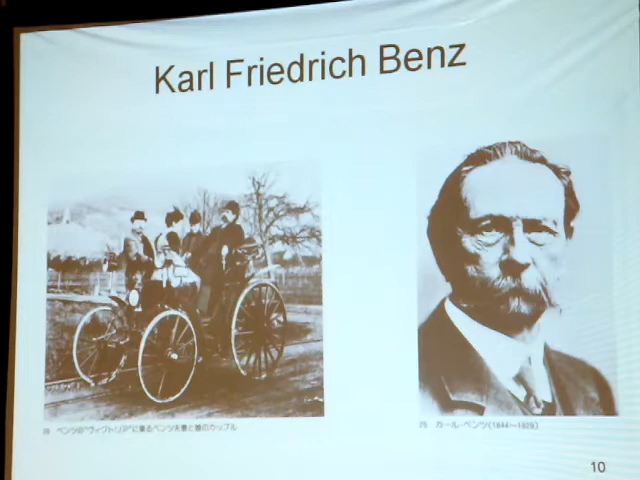 Karl Friedrich Benz
ベンツの"ヴィクトリア"に乗るベンツ夫妻と他のカップル
カール・ベンツ(1844〜1929)
10